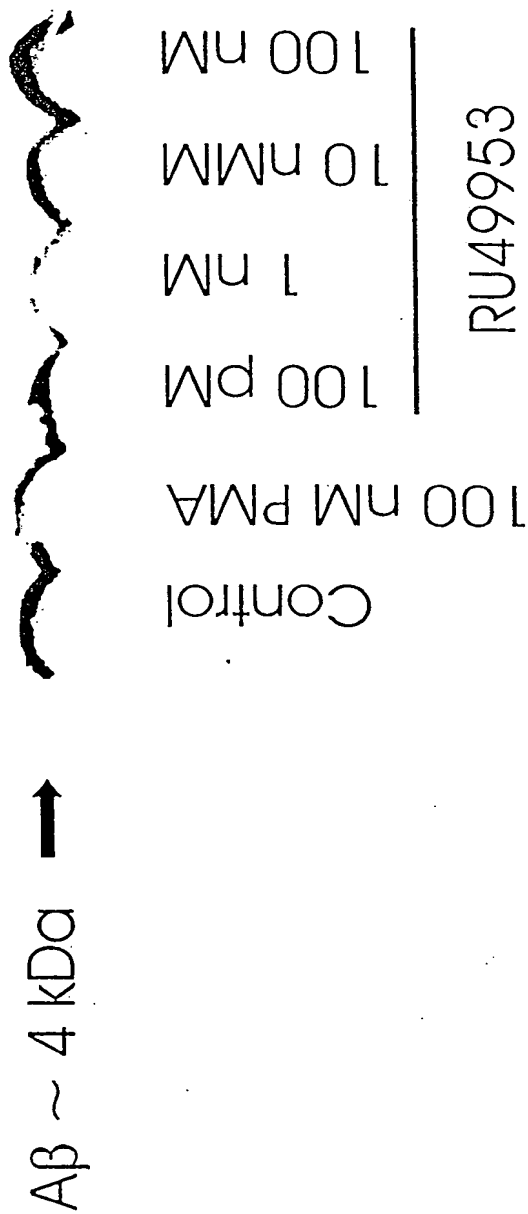 Aβ ~ 4 kDa
Control
100 nM PMA
100 pM
1 nM
10 nMM
100 nM
RU49953